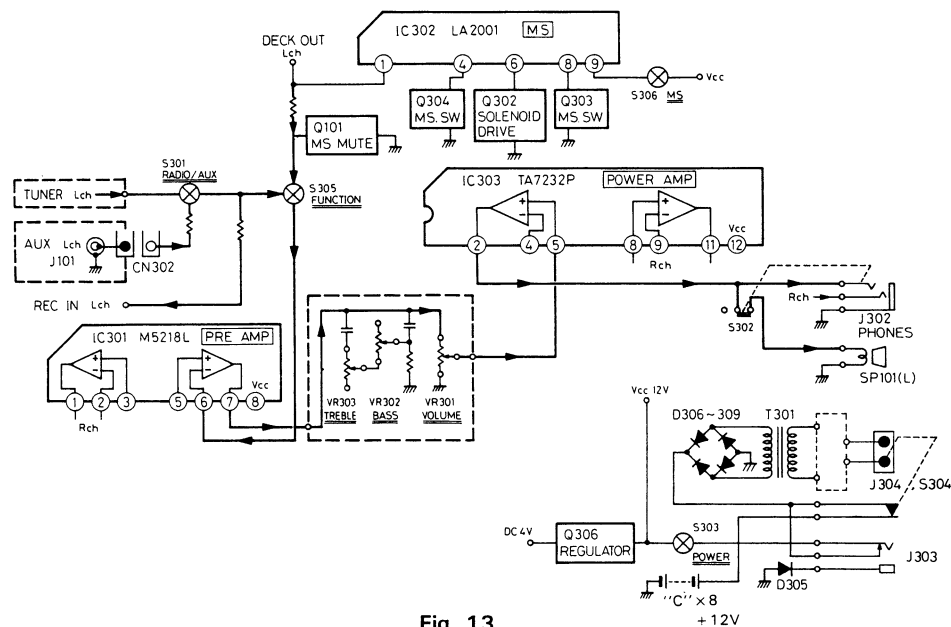 DECK OUT
Lch
IC302 LA2001 MS
1 4 6 8 9
S306 MS
Vcc
Q304
MS. SW
Q302
SOLENOID
DRIVE
Q303
MS SW
Q101
MS MUTE
S301
RADIO/AUX
TUNER Lch
S305
FUNCTION
AUX Lch
J101
CN302
REC IN Lch
IC303 TA7232P POWER AMP
Vcc
2 4 5 8 9 11 12
Rch
Rch
S302
J302
PHONES
SP101(L)
IC301 M5218L PRE AMP
Vcc
1 2 3 5 6 7 8
Rch
VR303
TREBLE
VR302
BASS
VR301
VOLUME
Vcc 12V
D306~309
T301
J304
S304
DC 4V
Q306
REGULATOR
S303
POWER
J303
D305
"C" × 8
+12V
Fig. 13